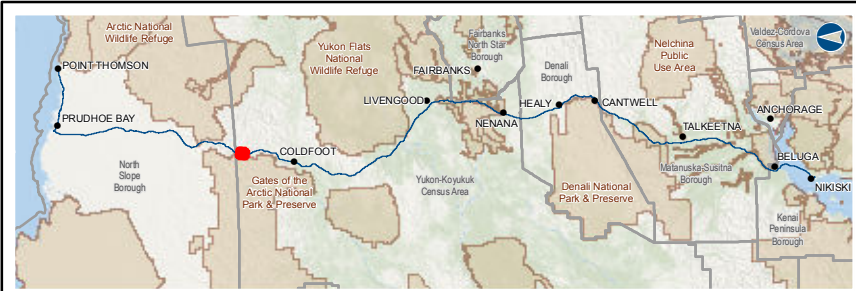 Arctic National
Wildlife Refuge
POINT THOMSON
PRUDHOE BAY
North
Slope
Borough
COLDFOOT
Gates of the
Arctic National
Park & Preserve
Yukon Flats
National
Wildlife Refuge
LIVENGOOD
Fairbanks
North Star
Borough
FAIRBANKS
NENANA
Yukon-Koyukuk
Census Area
Denali
Borough
HEALY
CANTWELL
Denali National
Park & Preserve
Nelchina
Public
Use Area
TALKEETNA
Matanuska-Susitna
Borough
Valdez-Cordova
Census Area
ANCHORAGE
BELUGA
NIKISKI
Kenai
Peninsula
Borough